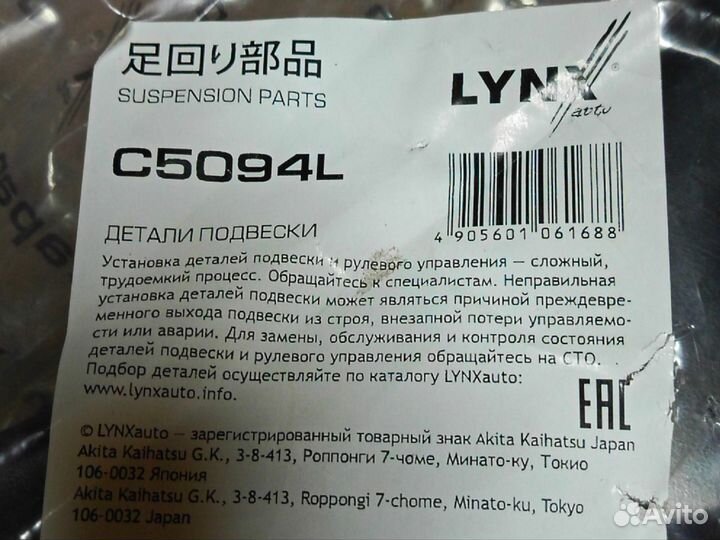 足回り部品
SUSPENSION PARTS
LYNX®
auto
C5094L
4 905601 061688
ДЕТАЛИ ПОДВЕСКИ
Установка деталей подвески и рулевого управления – сложный,
трудоемкий процесс. Обращайтесь к специалистам. Неправильная
установка деталей подвески может являться причиной преждевре-
менного выхода подвески из строя, внезапной потери управляемо-
сти или аварии. Для замены, обслуживания и контроля состояния
деталей подвески и рулевого управления обращайтесь на СТО.
Подбор деталей осуществляйте по каталогу LYNXauto:
www.lynxauto.info.
EAC
© LYNXauto – зарегистрированный товарный знак Akita Kaihatsu Japan
Akita Kaihatsu G.K., 3-8-413, Роппонги 7-чоме, Минато-ку, Токио
106-0032 Япония
Akita Kaihatsu G.K., 3-8-413, Roppongi 7-chome, Minato-ku, Tokyo
106-0032 Japan
Avito